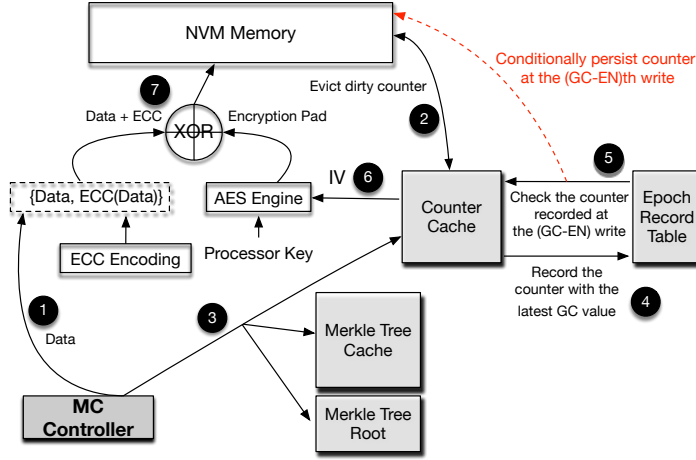 NVM Memory
Conditionally persist counter
at the (GC-EN)th write
7
Evict dirty counter
Data + ECC
XOR
Encryption Pad
2
{Data, ECC(Data)}
AES Engine
IV
6
Counter
Cache
5
Check the counter
recorded at
the (GC-EN) write
Epoch
Record
Table
ECC Encoding
Processor Key
Record the
counter with the
latest GC value
4
1
Data
3
Merkle Tree
Cache
MC
Controller
Merkle Tree
Root